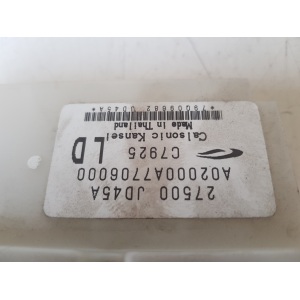 27500 JD45A
A02000A7706000
C7925
LD
Calsonic Kansei
Made in Thailand